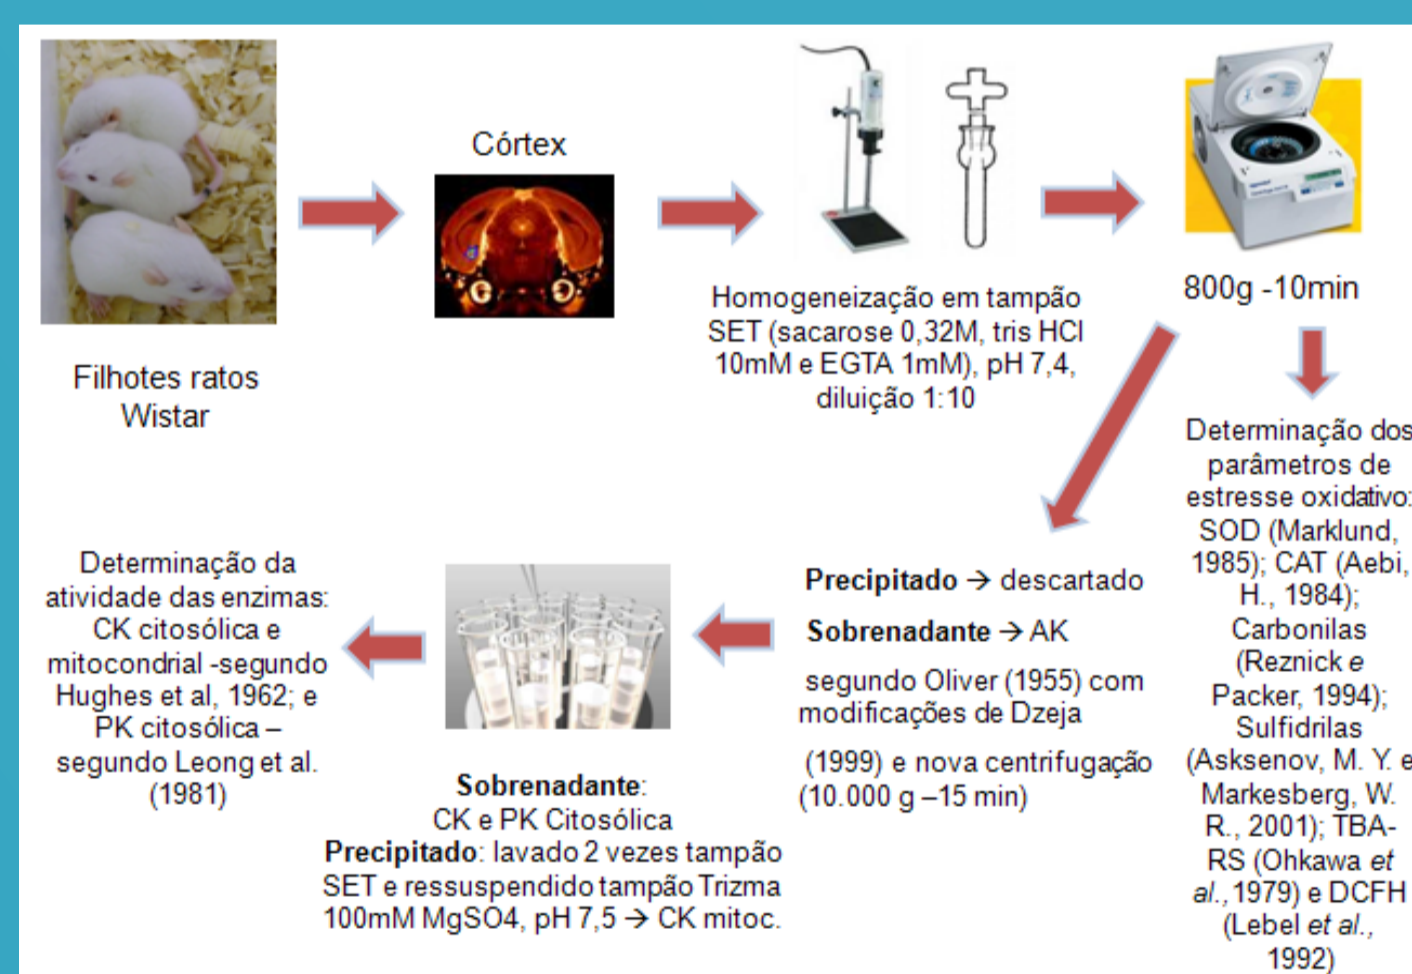 Filhotes ratos
Wistar
Córtex
Homogeneização em tampão
SET (sacarose 0,32M, tris HCl
10mM e EGTA 1mM), pH 7,4,
diluição 1:10
800g -10min
Determinação dos
parâmetros de
estresse oxidativo:
SOD (Marklund,
1985); CAT (Aebi,
H., 1984);
Carbonilas
(Reznick e
Packer, 1994);
Sulfidrilas
(Asksenov, M. Y. e
Markesberg, W.
R., 2001); TBA-
RS (Ohkawa et
al., 1979) e DCFH
(Lebel et al.,
1992)
Precipitado → descartado
Sobrenadante → AK
segundo Oliver (1955) com
modificações de Dzeja
(1999) e nova centrifugação
(10.000 g –15 min)
Sobrenadante:
CK e PK Citosólica
Precipitado: lavado 2 vezes tampão
SET e ressuspendido tampão Trizma
100mM MgSO4, pH 7,5 → CK mitoc.
Determinação da
atividade das enzimas:
CK citosólica e
mitocondrial -segundo
Hughes et al, 1962; e
PK citosólica –
segundo Leong et al.
(1981)